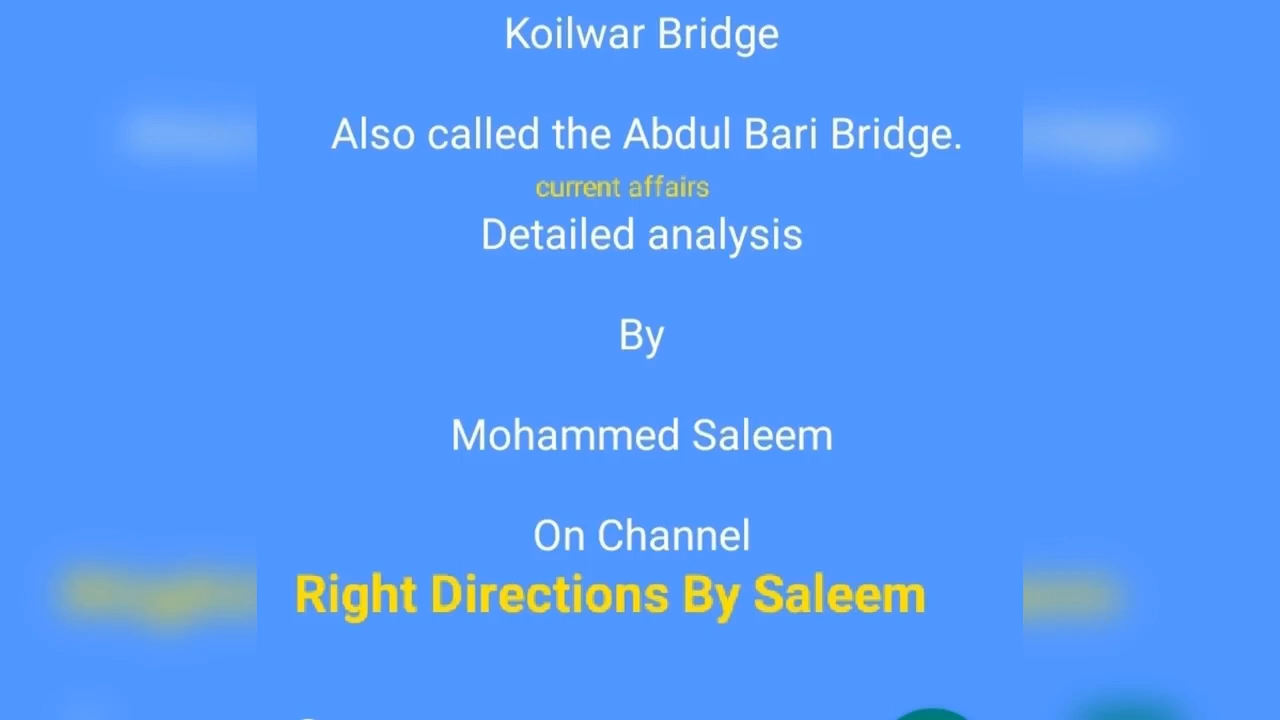 Koilwar Bridge
Also called the Abdul Bari Bridge.
current affairs
Detailed analysis
By
Mohammed Saleem
On Channel
Right Directions By Saleem